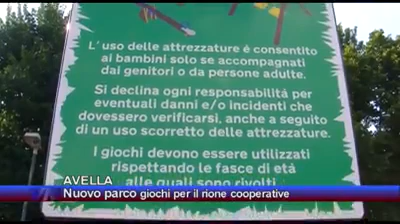 L'uso delle attrezzature é consentito
ai bambini solo se accompagnati
dai genitori o da persone adulte.
Si declina ogni responsabilitá per
eventuali danni e/o incidenti che
dovessero verificarsi, anche a seguito
di un uso scorretto delle attrezzature.
I giochi devono essere utilizzati
rispettando le fasce di etá
alle quali sono rivolti
AVELLA
Nuovo parco giochi per il rione cooperative